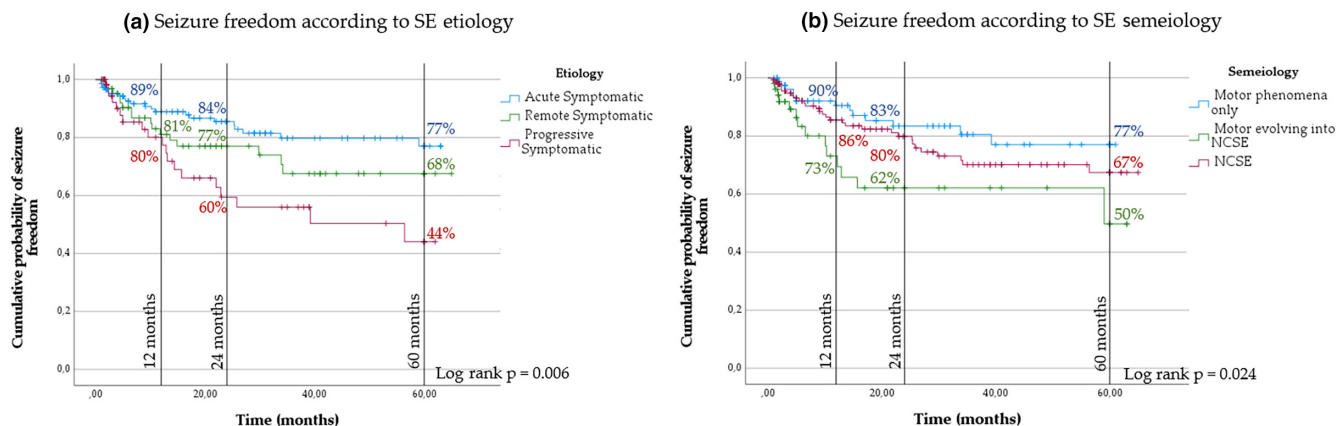 (a) Seizure freedom according to SE etiology
Cumulative probability of seizure
freedom
1,0
0,8
0,6
0,4
0,2
0,0
89%
84%
77%
81%
77%
68%
80%
60%
44%
12 months
24 months
60 months
,00
20,00
40,00
60,00
Time (months)
Etiology
Acute Symptomatic
Remote Symptomatic
Progressive
Symptomatic
Log rank p = 0.006
(b) Seizure freedom according to SE semeiology
Cumulative probability of seizure
freedom
1,0
0,8
0,6
0,4
0,2
0,0
90%
83%
77%
86%
80%
67%
73%
62%
50%
12 months
24 months
60 months
,00
20,00
40,00
60,00
Time (months)
Semeiology
Motor phenomena
only
Motor evolving into
NCSE
NCSE
Log rank p = 0.024